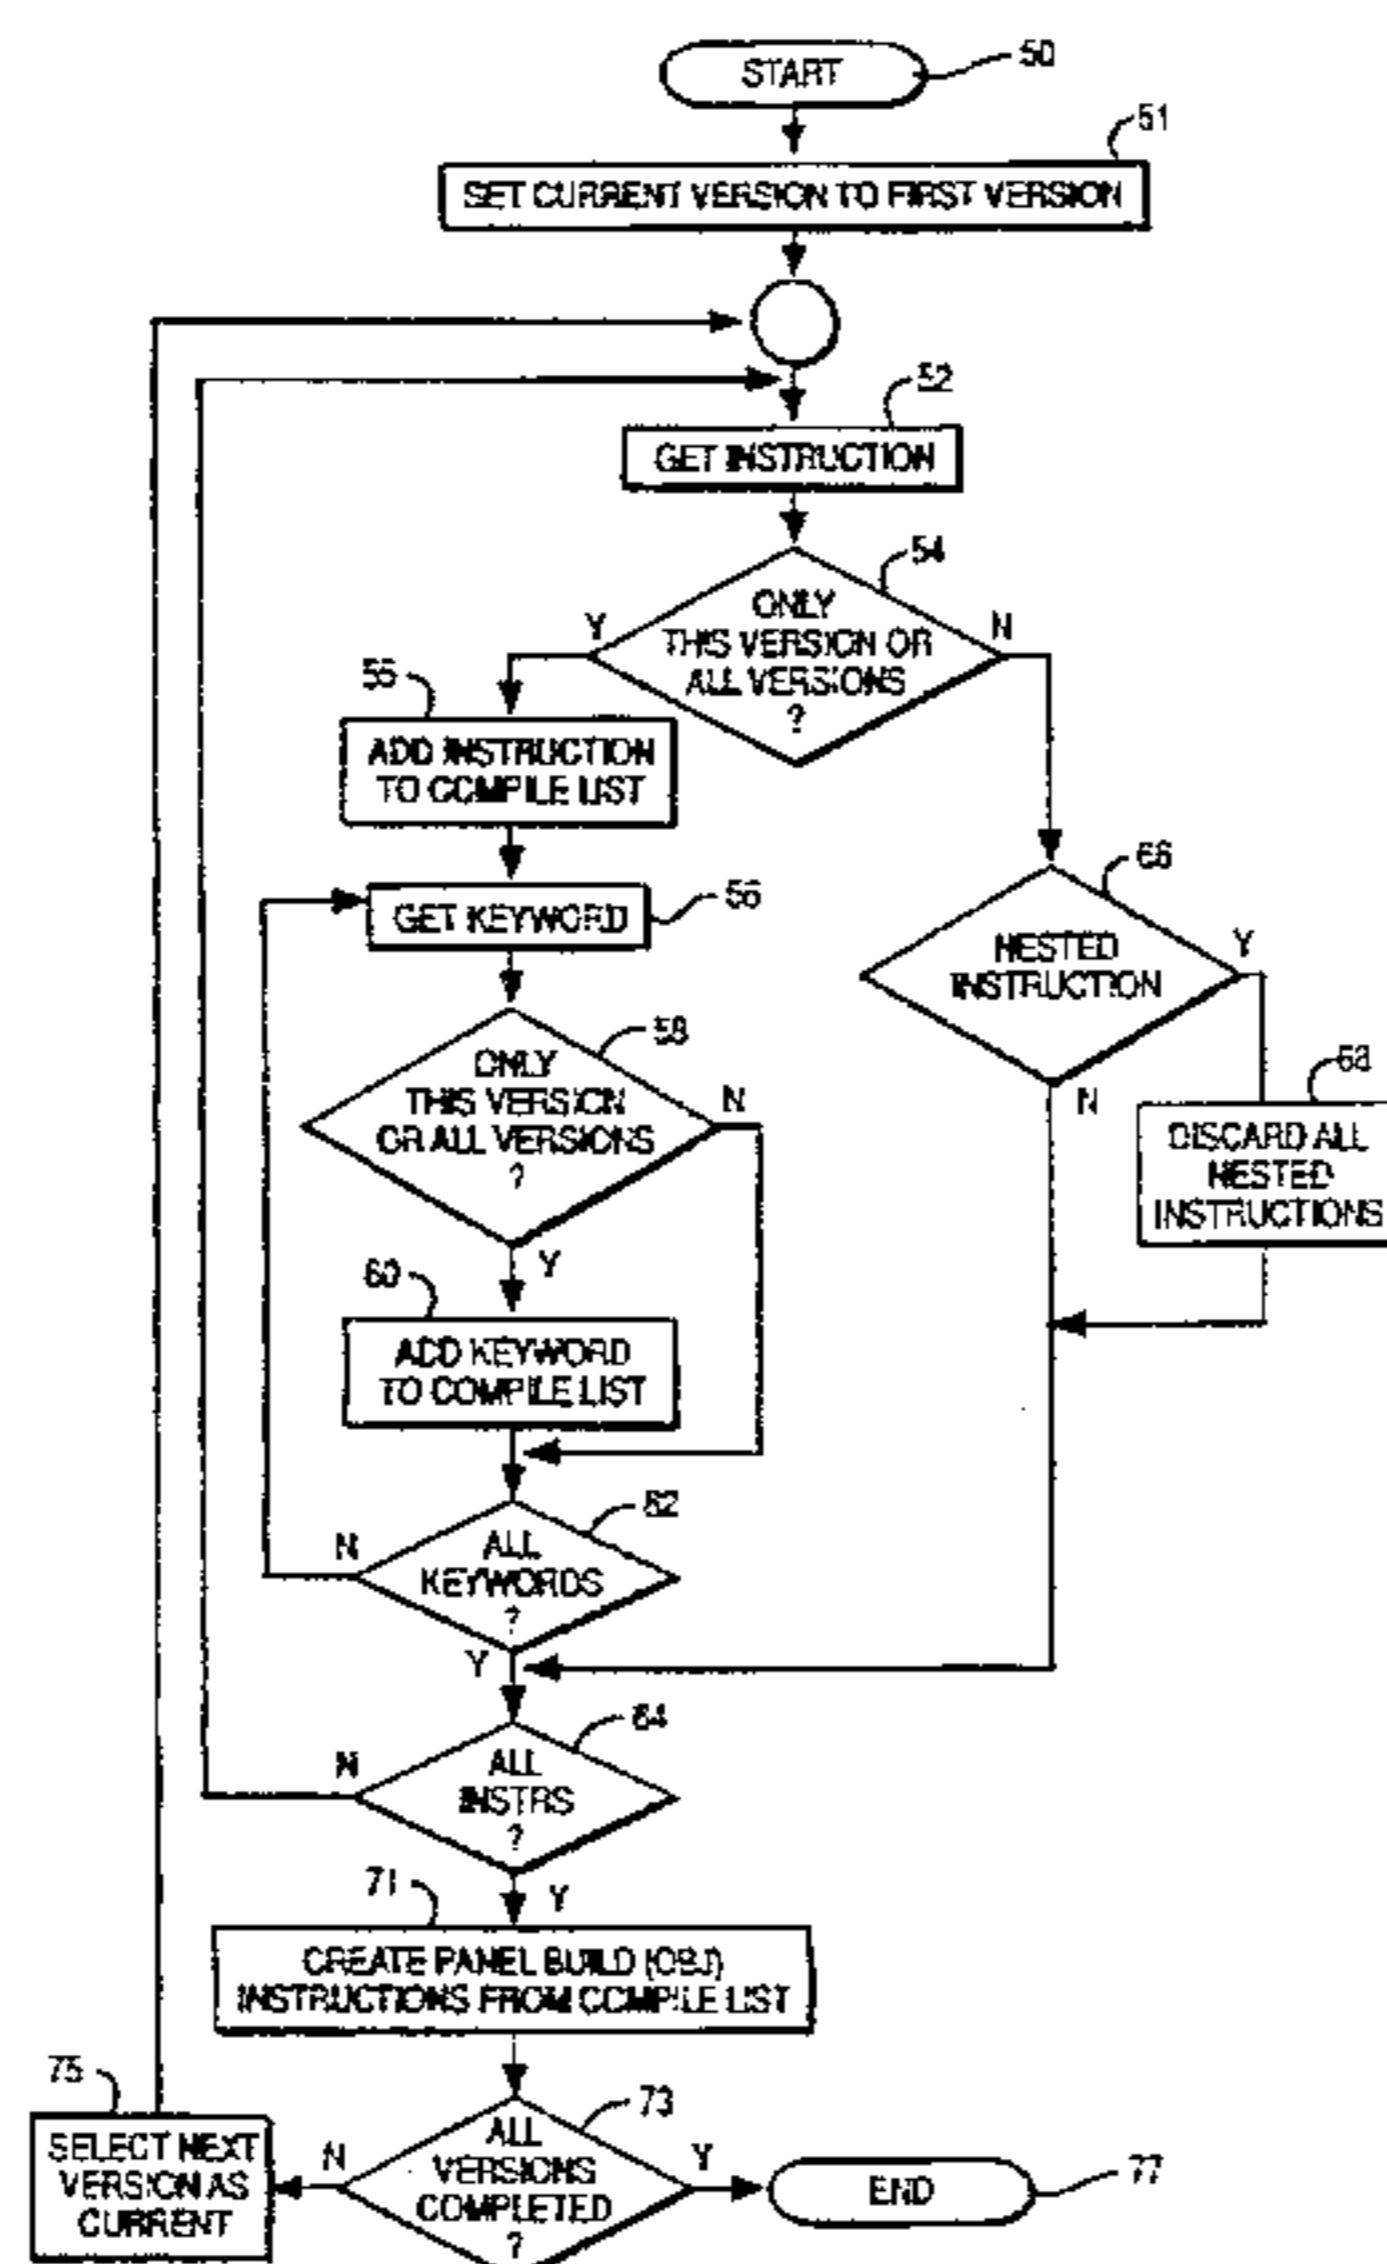 START
50
51
SET CURRENT VERSION TO FIRST VERSION
52
GET INSTRUCTION
54
ONLY
THIS VERSION OR
ALL VERSIONS
?
Y
N
55
ADD INSTRUCTION
TO COMPILE LIST
66
GET KEYWORD
56
NESTED
INSTRUCTION
Y
N
58
ONLY
THIS VERSION
OR ALL VERSIONS
?
N
Y
68
DISCARD ALL
NESTED
INSTRUCTIONS
60
ADD KEYWORD
TO COMPILE LIST
62
ALL
KEYWORDS
?
N
Y
64
ALL
INSTRS
?
N
Y
71
CREATE PANEL BUILD (OBJ)
INSTRUCTIONS FROM COMPILE LIST
75
SELECT NEXT
VERSION AS
CURRENT
73
ALL
VERSIONS
COMPLETED
?
N
Y
END
77